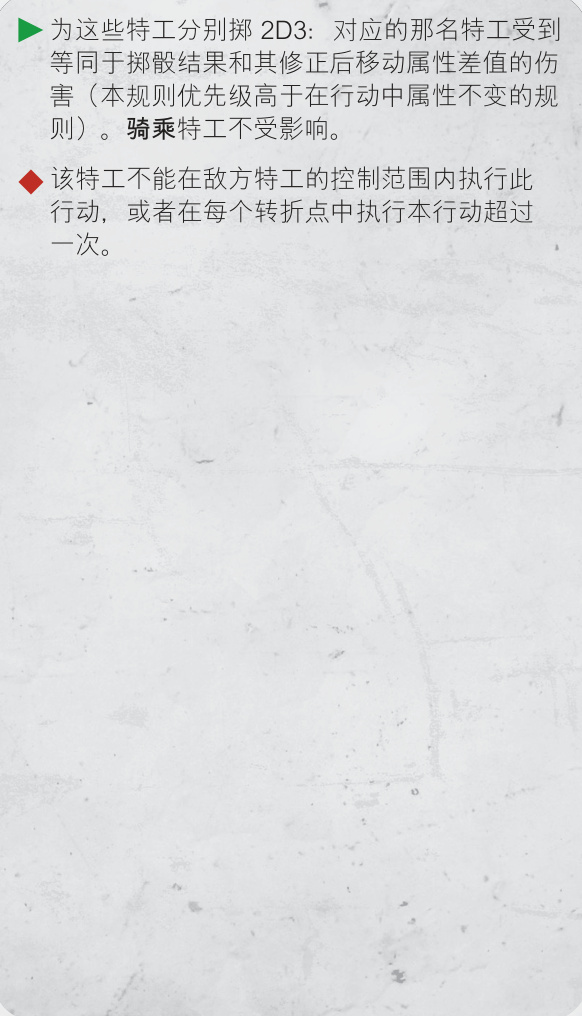 为这些特工分别掷 2D3： 对应的那名特工受到
等同于掷骰结果和其修正后移动属性差值的伤
害（本规则优先级高于在行动中属性不变的规
则）。骑乘特工不受影响。
该特工不能在敌方特工的控制范围内执行此
行动，或者在每个转折点中执行本行动超过
一次。